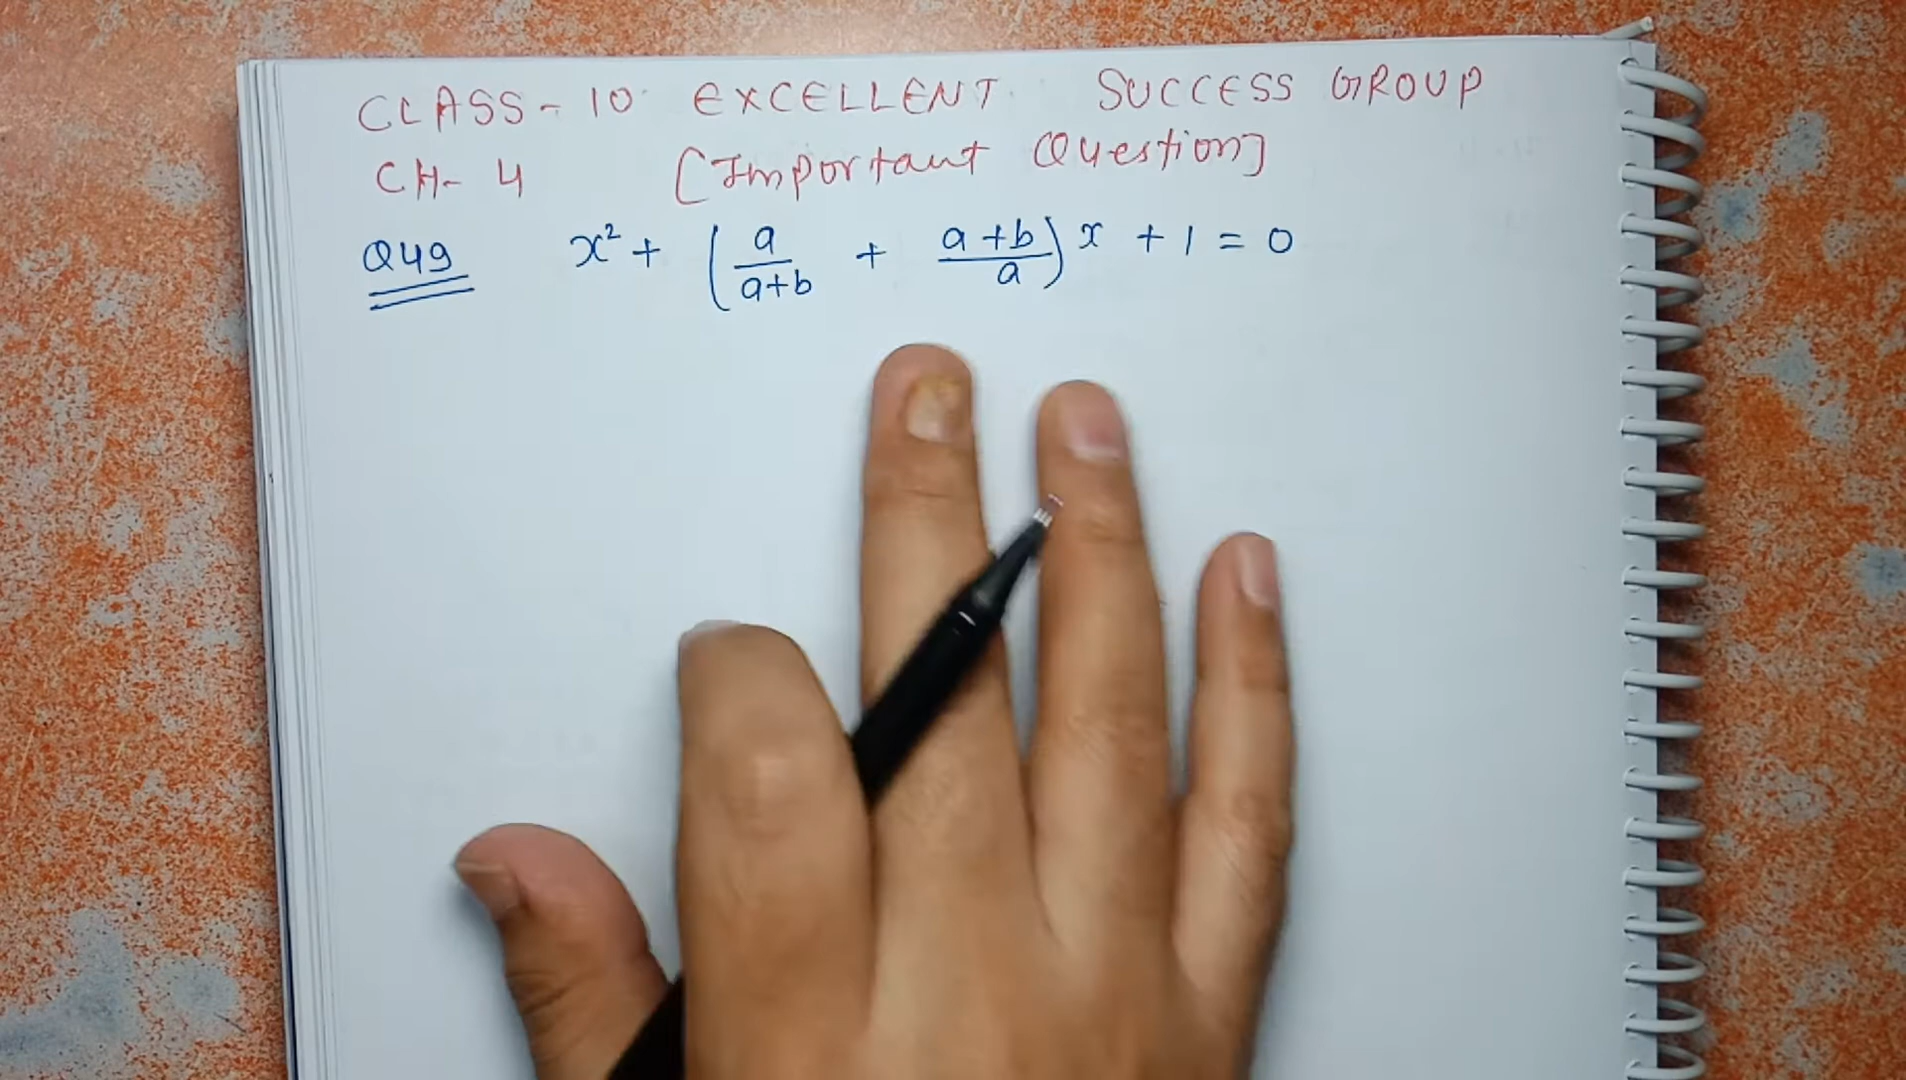 CLASS - 10 EXCELLENT SUCCESS GROUP
CH- 4 [Important Question]
Q49 x² + (a/(a+b) + (a+b)/a) x + 1 = 0